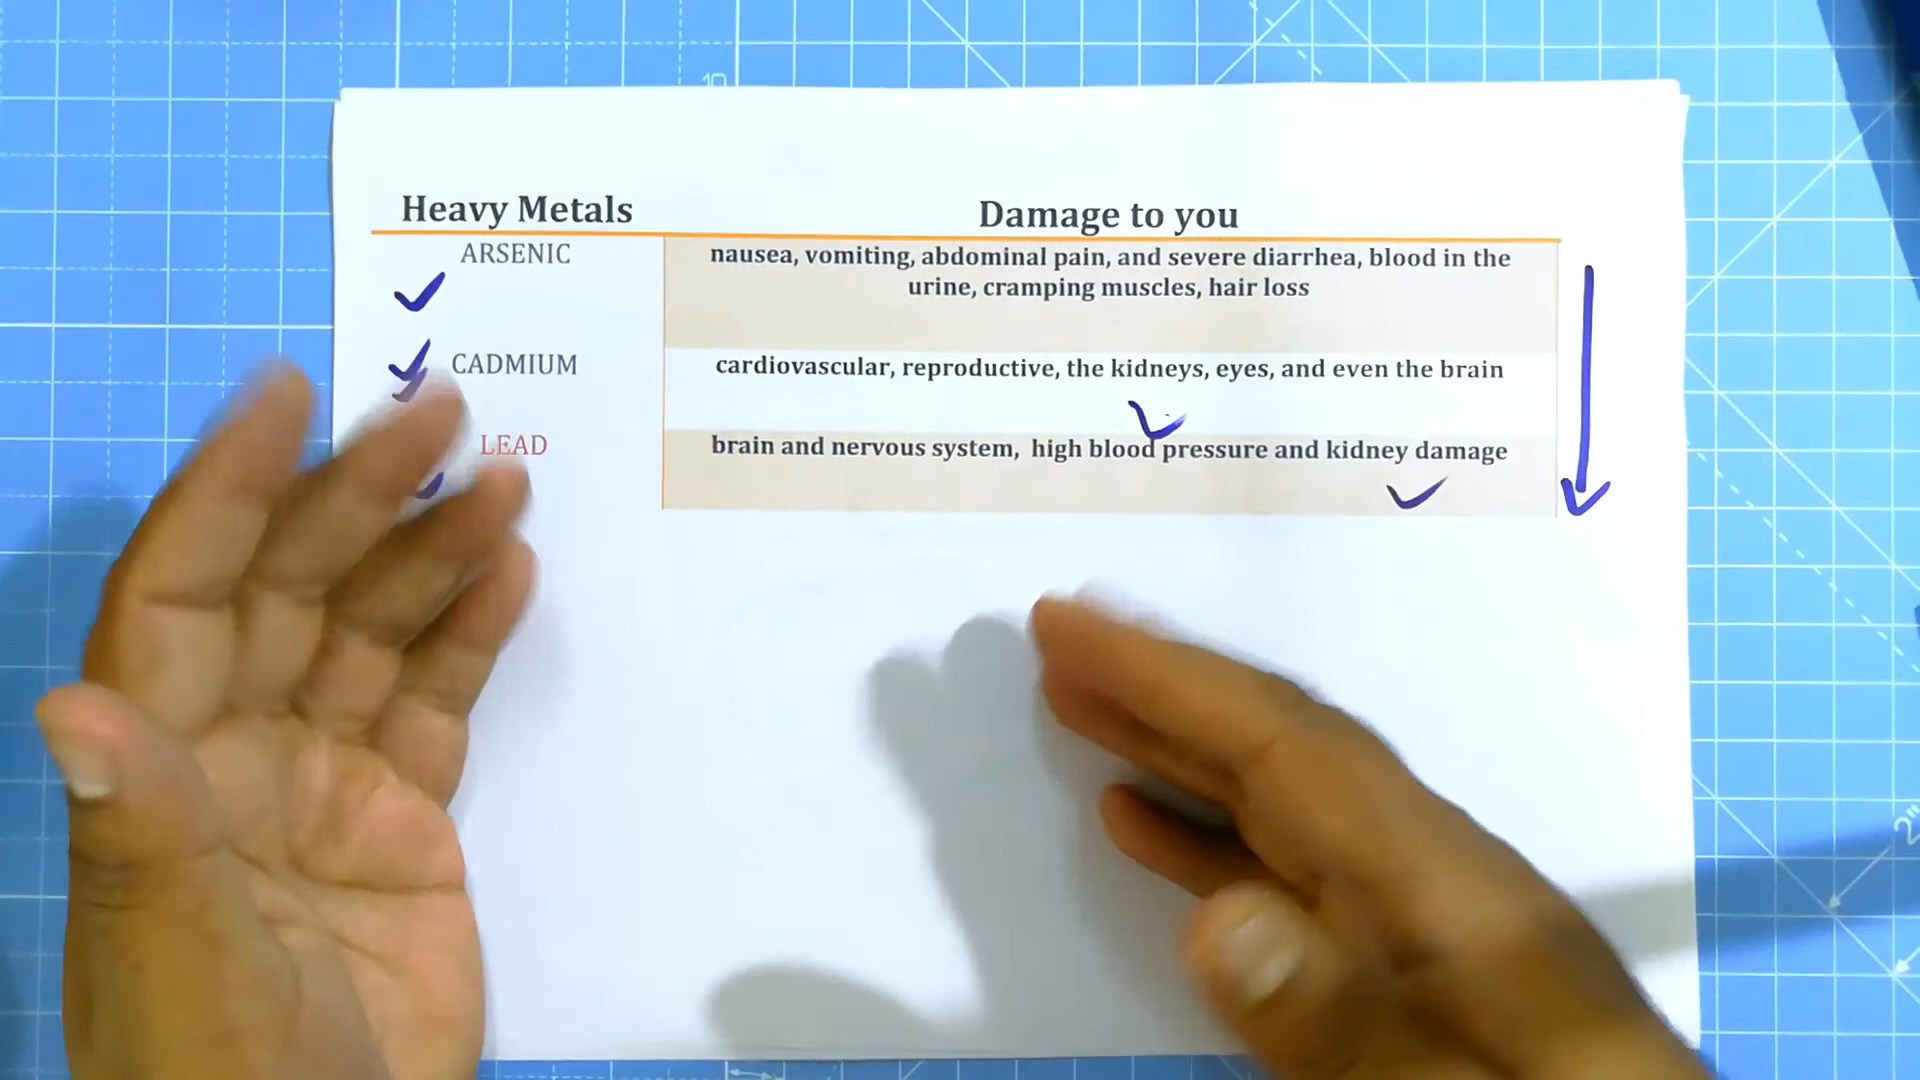 10
Heavy Metals
Damage to you
ARSENIC
nausea, vomiting, abdominal pain, and severe diarrhea, blood in the
urine, cramping muscles, hair loss
CADMIUM
cardiovascular, reproductive, the kidneys, eyes, and even the brain
LEAD
brain and nervous system, high blood pressure and kidney damage
2"